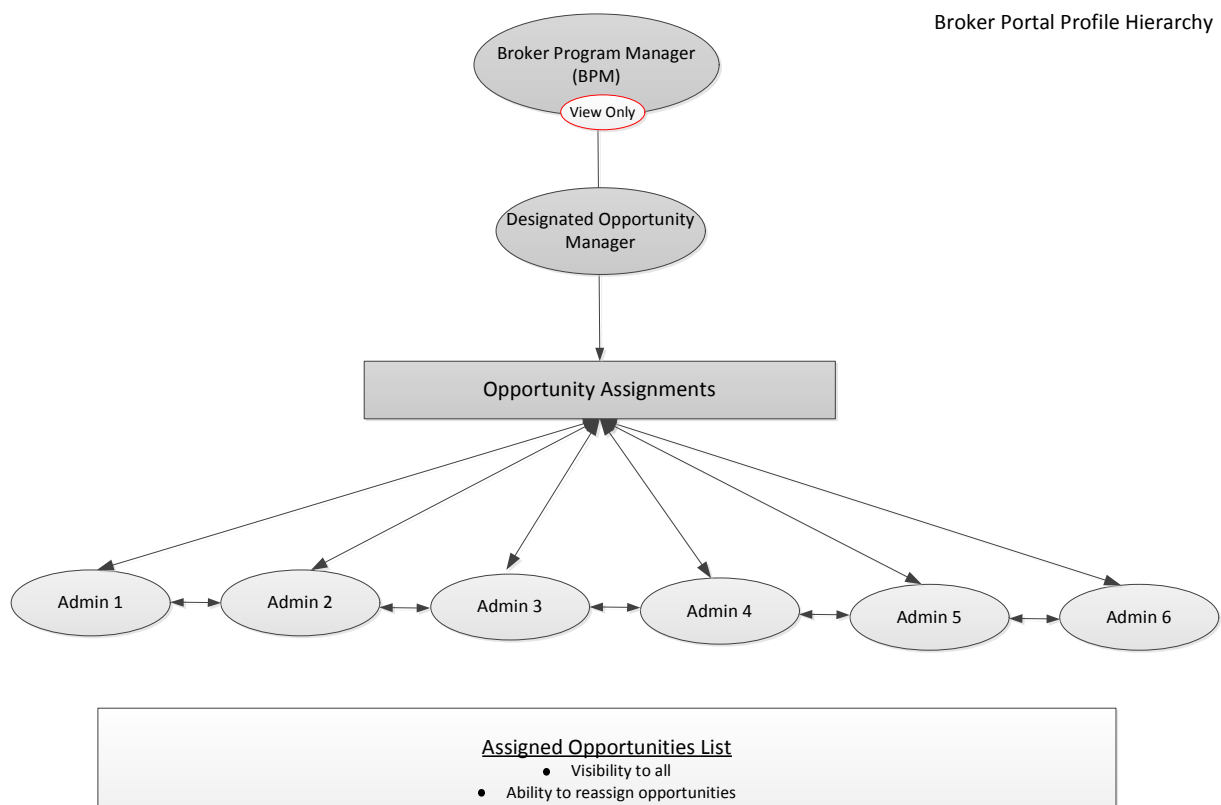 Broker Portal Profile Hierarchy
Broker Program Manager
(BPM)
View Only
Designated Opportunity
Manager
Opportunity Assignments
Admin 1
Admin 2
Admin 3
Admin 4
Admin 5
Admin 6
Assigned Opportunities List
● Visibility to all
● Ability to reassign opportunities